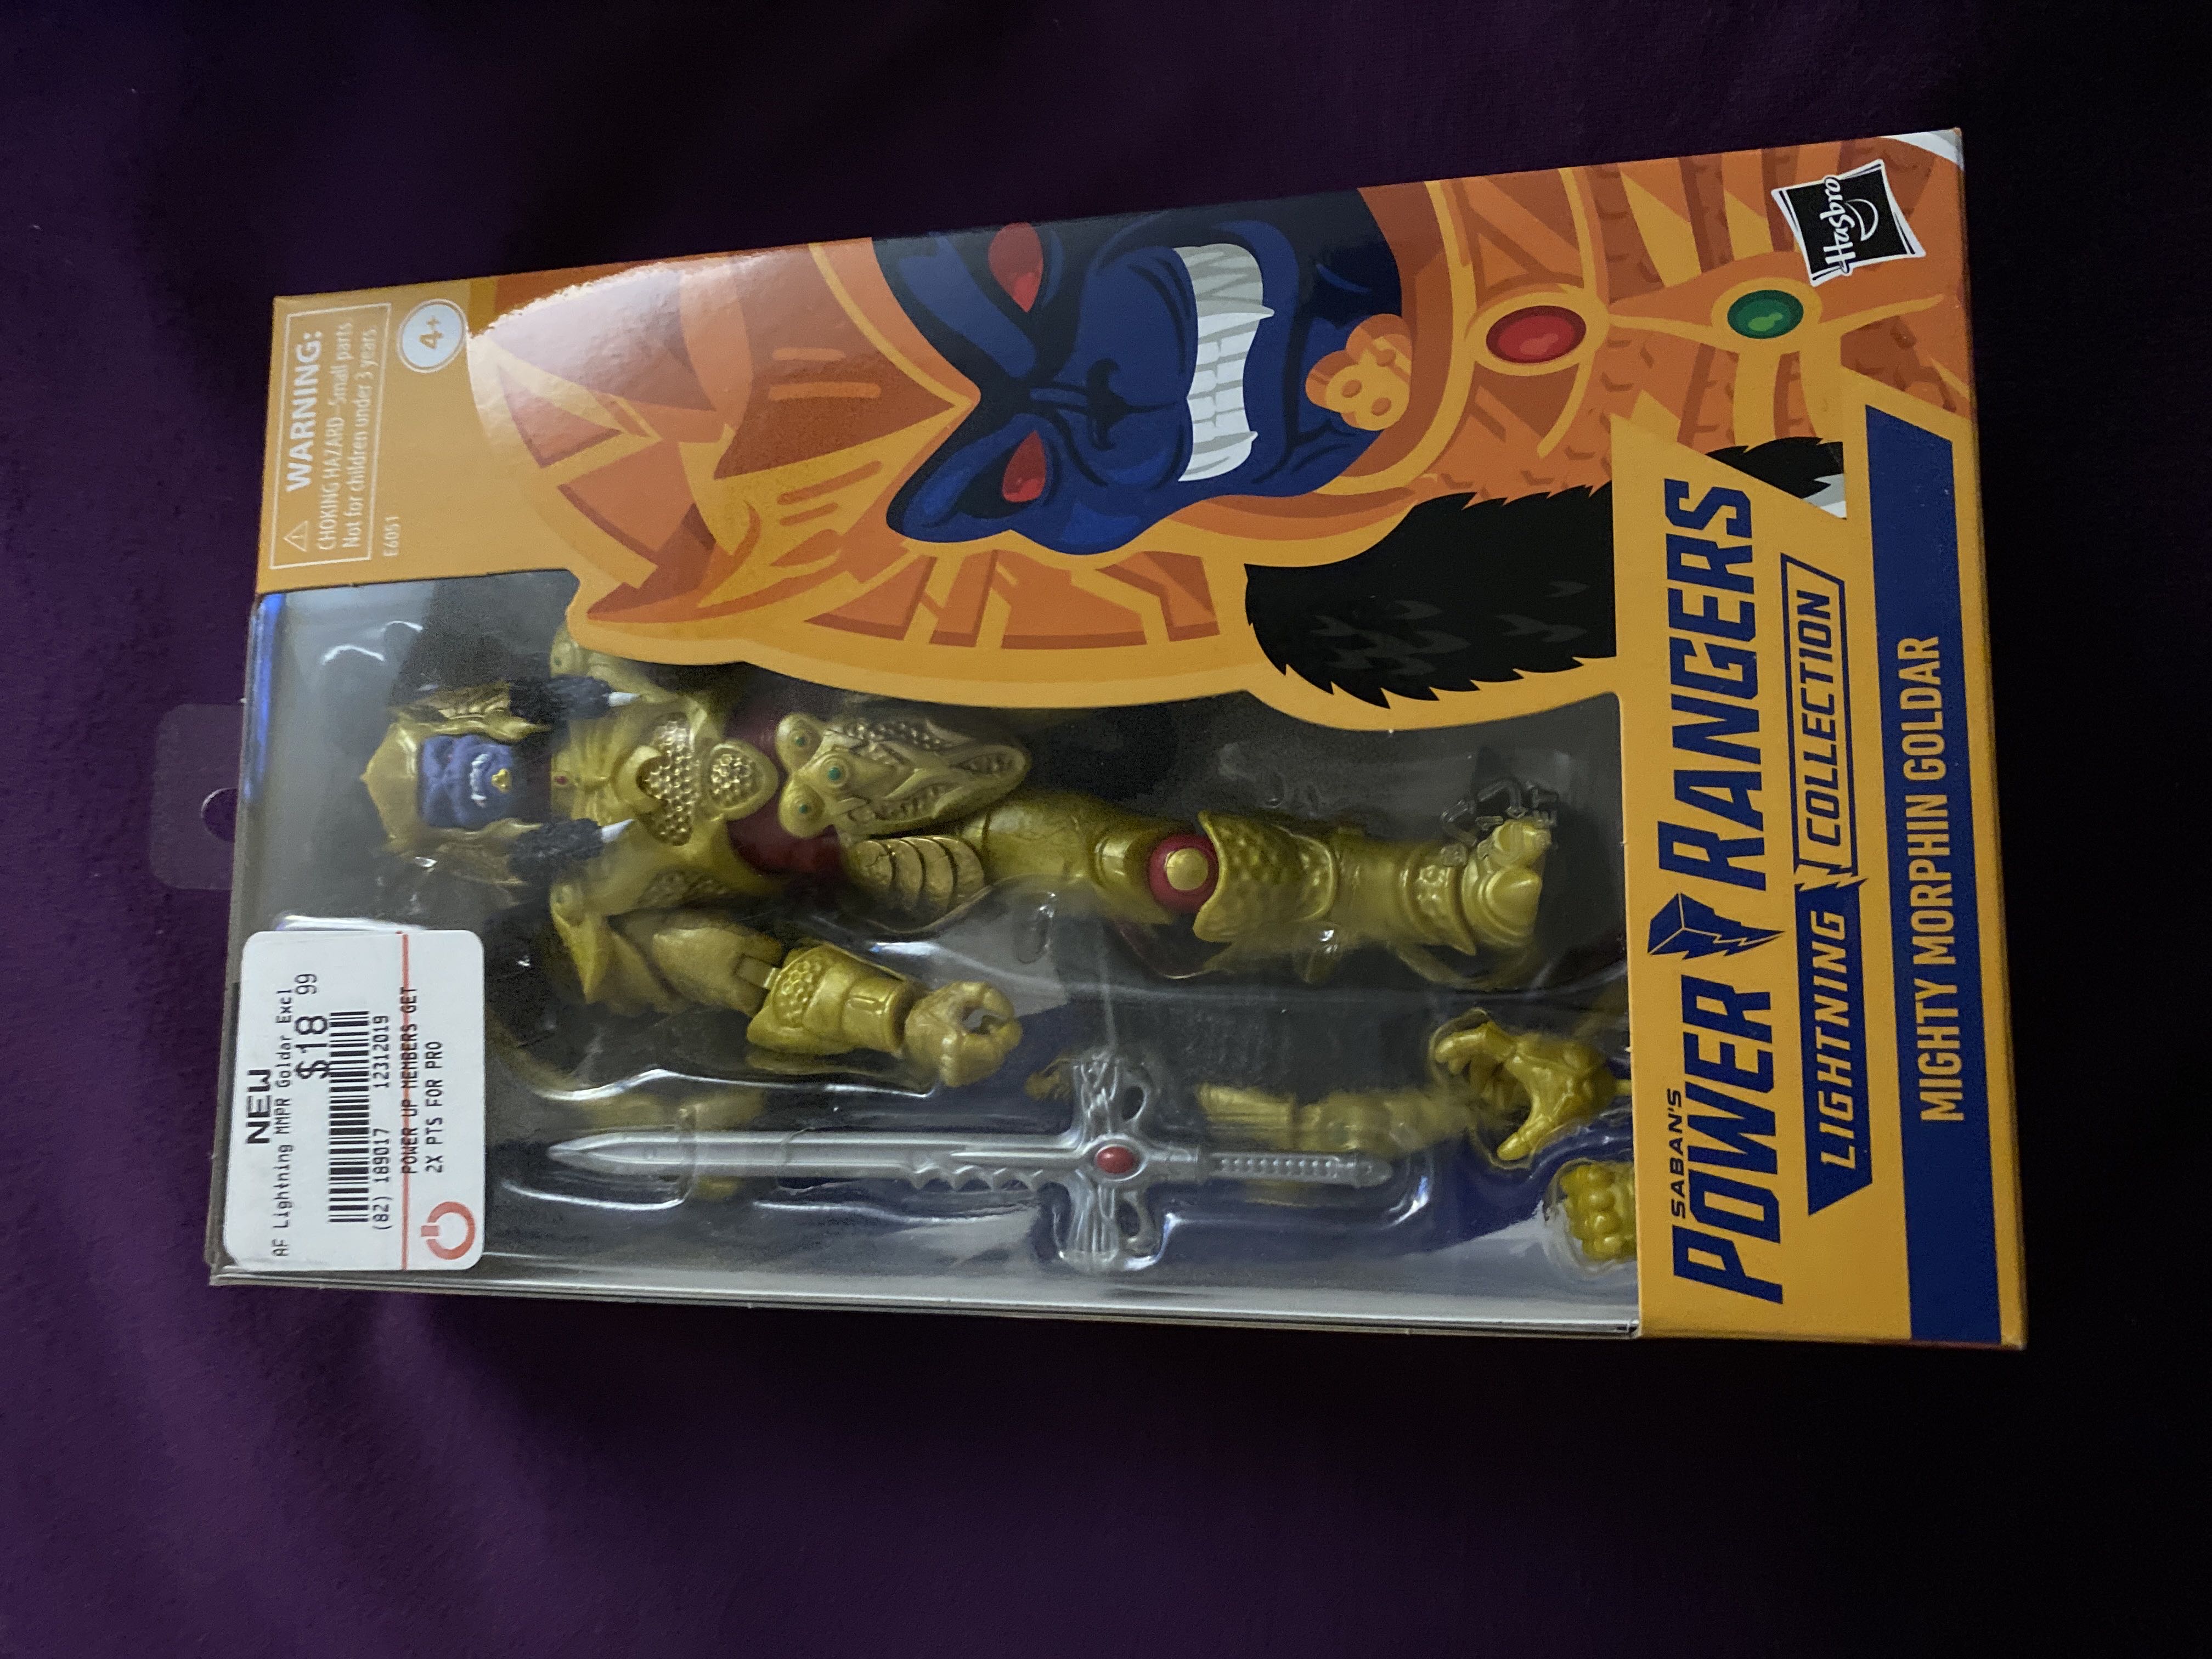 NEW
AF Lightning MMPR Goldar Excl
$18 99
(82) 189017 12312019
POWER UP MEMBERS GET
2X PTS FOR PRO
WARNING:
CHOKING HAZARD-Small parts.
Not for children under 3 years.
E6051
4+
SABAN'S
POWER RANGERS
LIGHTNING COLLECTION
MIGHTY MORPHIN GOLDAR
Hasbro